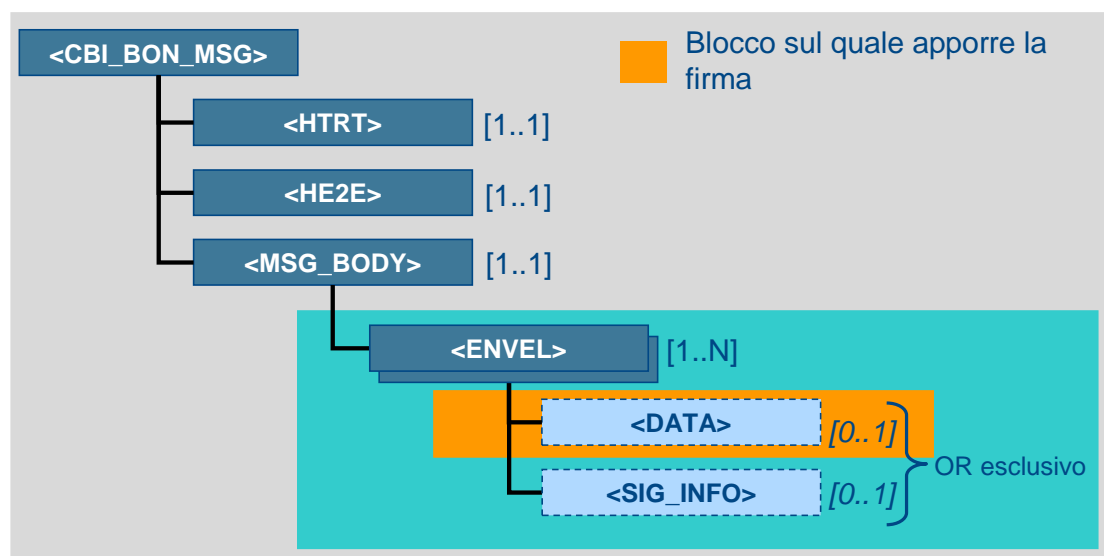 <CBI_BON_MSG>
Blocco sul quale apporre la
firma
<HTRT> [1..1]
<HE2E> [1..1]
<MSG_BODY> [1..1]
<ENVEL> [1..N]
<DATA> [0..1]
OR esclusivo
<SIG_INFO> [0..1]